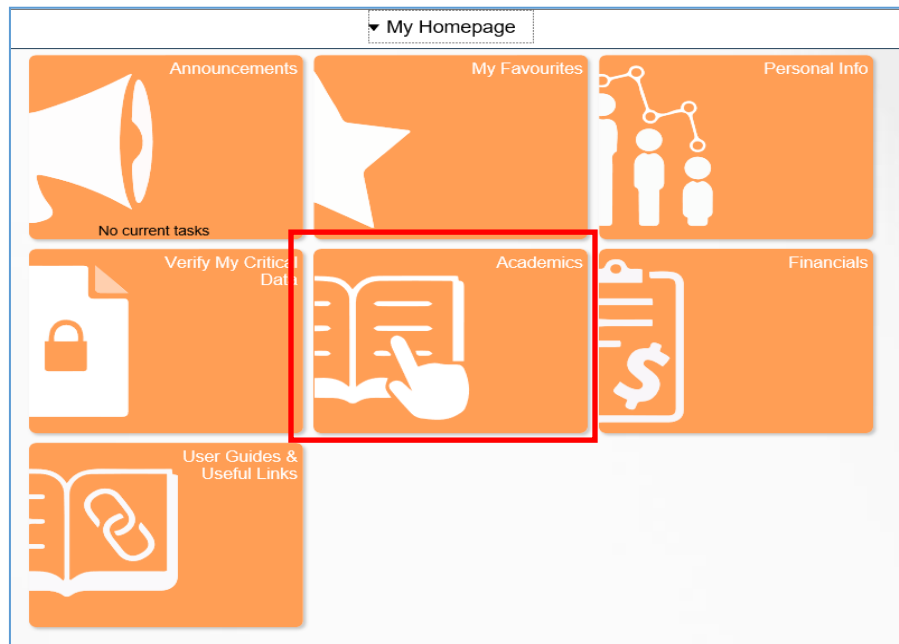 My Homepage
Announcements
My Favourites
Personal Info
No current tasks
Verify My Critical
Data
Academics
Financials
$
User Guides &
Useful Links